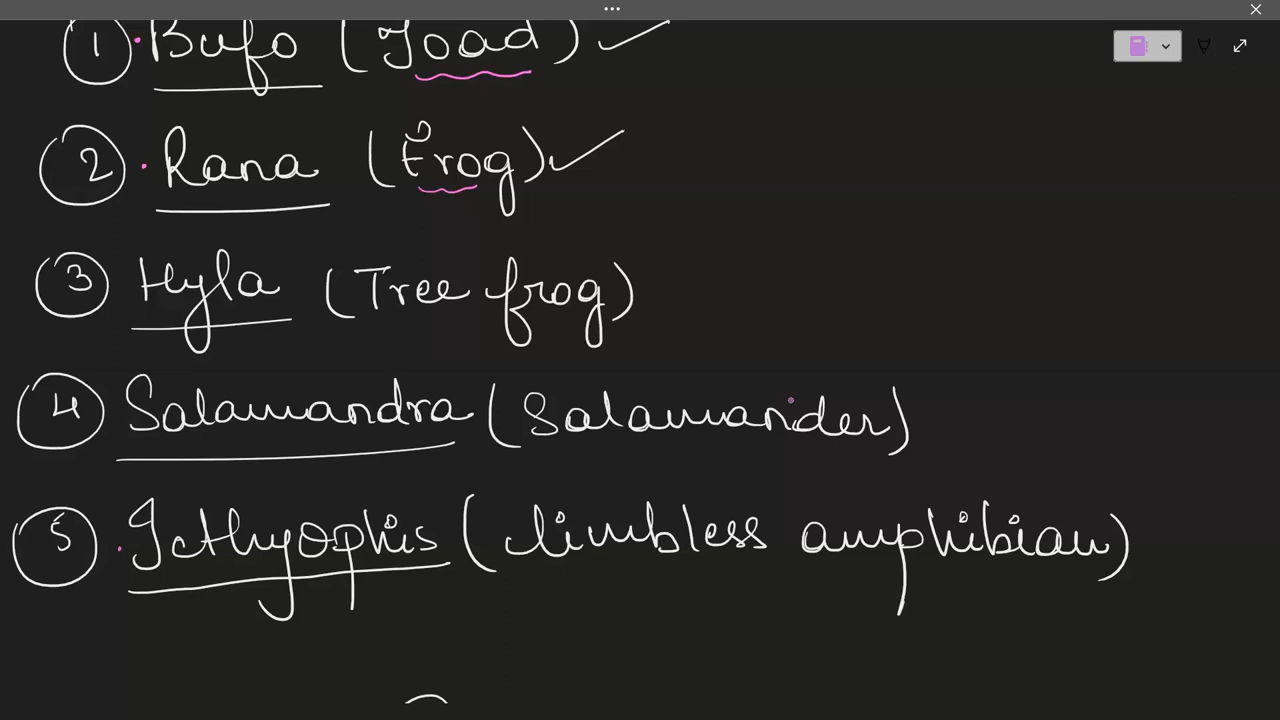 ① Bufo (Toad) ✓
② Rana (Frog) ✓
③ Hyla (Tree frog)
④ Salamandra (Salamander)
⑤ Icthyophis (limbless amphibian)